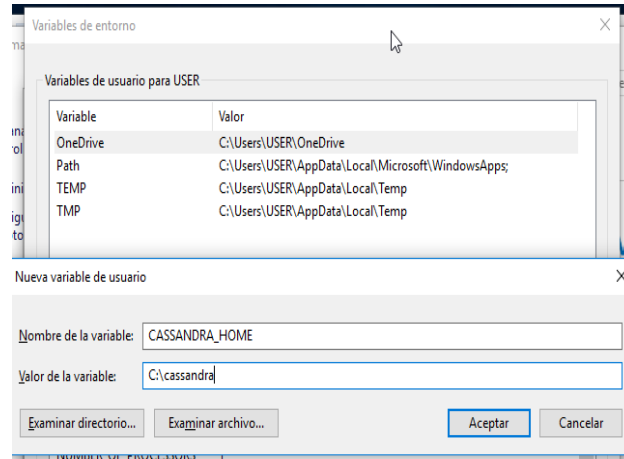 Variables de entorno
Variables de usuario para USER
Variable Valor
OneDrive C:\Users\USER\OneDrive
Path C:\Users\USER\AppData\Local\Microsoft\WindowsApps;
TEMP C:\Users\USER\AppData\Local\Temp
TMP C:\Users\USER\AppData\Local\Temp
Nueva variable de usuario
Nombre de la variable: CASSANDRA_HOME
Valor de la variable: C:\cassandra
Examinar directorio... Examinar archivo... Aceptar Cancelar